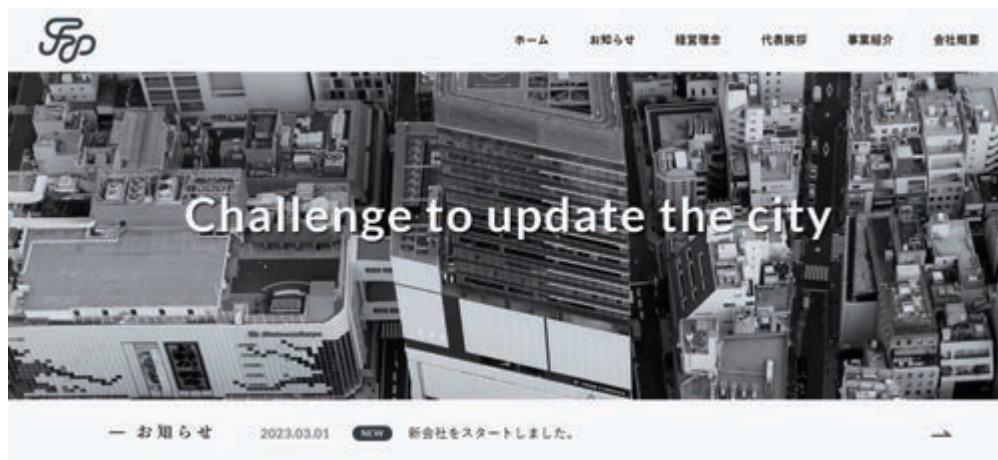 ホーム お知らせ 経営理念 代表挨拶 事業紹介 会社概要
Challenge to update the city
お知らせ 2023.03.01 NEW 新会社をスタートしました。